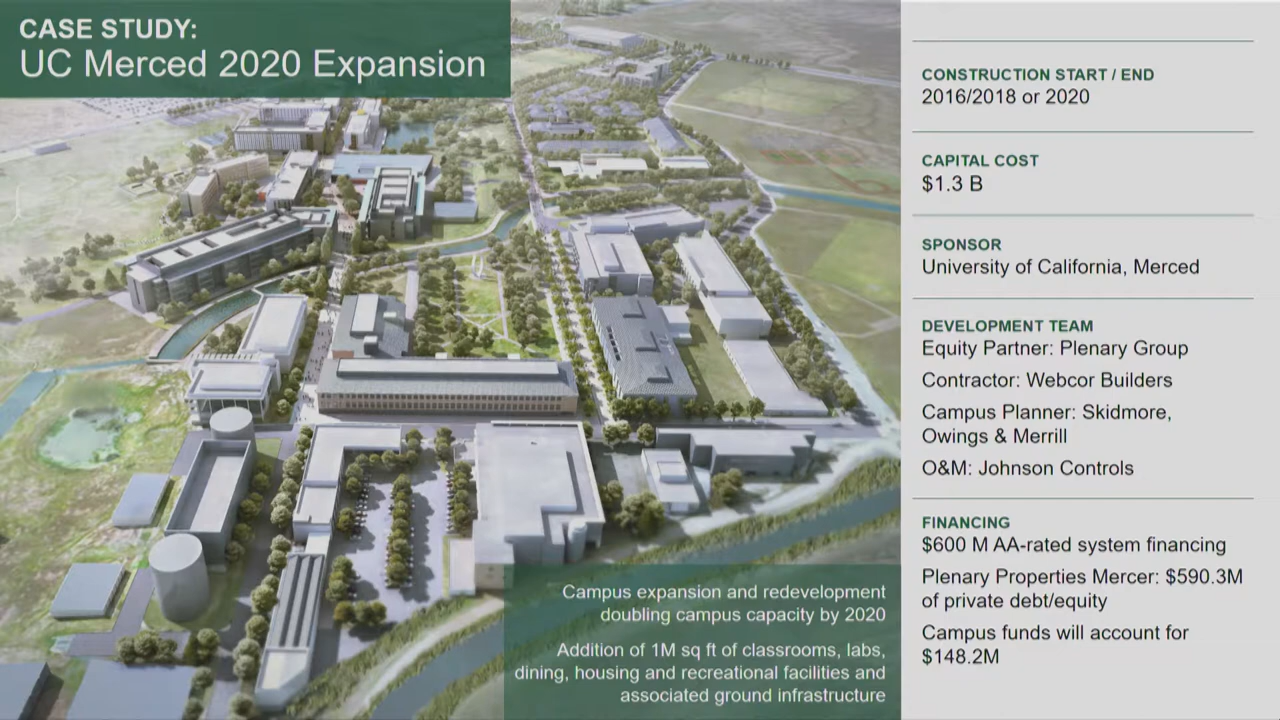 CASE STUDY:
UC Merced 2020 Expansion
CONSTRUCTION START / END
2016/2018 or 2020
CAPITAL COST
$1.3 B
SPONSOR
University of California, Merced
DEVELOPMENT TEAM
Equity Partner: Plenary Group
Contractor: Webcor Builders
Campus Planner: Skidmore,
Owings & Merrill
O&M: Johnson Controls
FINANCING
$600 M AA-rated system financing
Plenary Properties Mercer: $590.3M
of private debt/equity
Campus funds will account for
$148.2M
Campus expansion and redevelopment
doubling campus capacity by 2020
Addition of 1M sq ft of classrooms, labs,
dining, housing and recreational facilities and
associated ground infrastructure